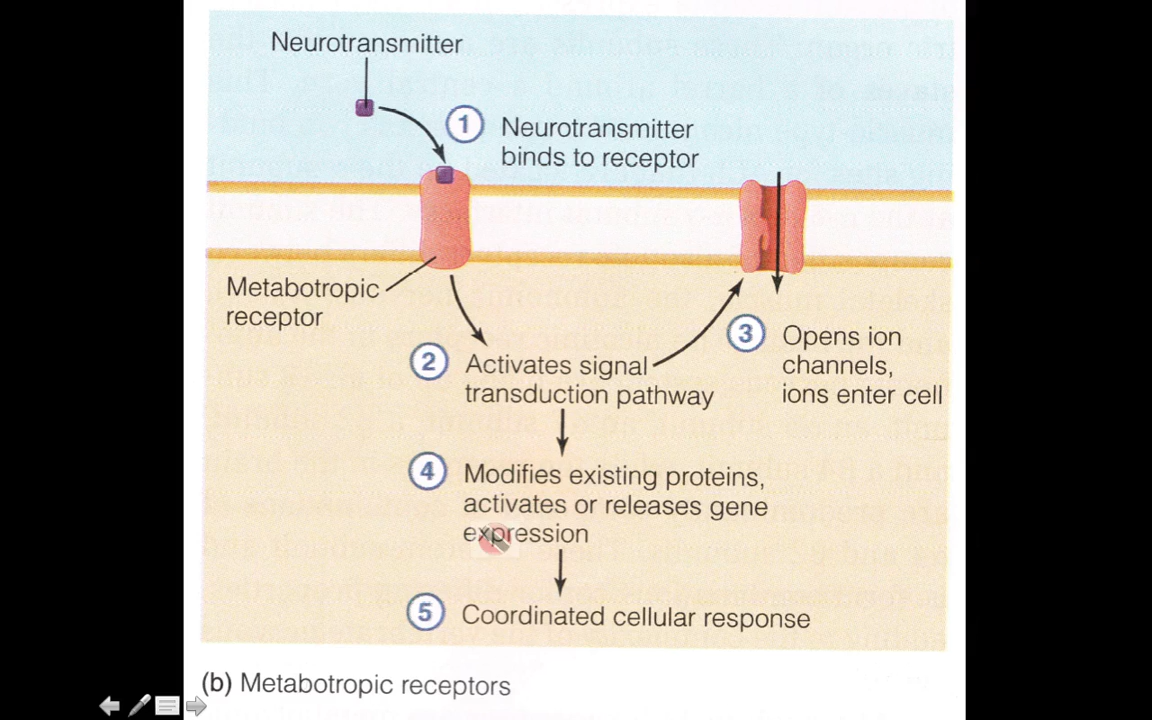 Neurotransmitter
1
Neurotransmitter
binds to receptor
Metabotropic
receptor
2
Activates signal
transduction pathway
3
Opens ion
channels,
ions enter cell
4
Modifies existing proteins,
activates or releases gene
expression
5
Coordinated cellular response
(b) Metabotropic receptors